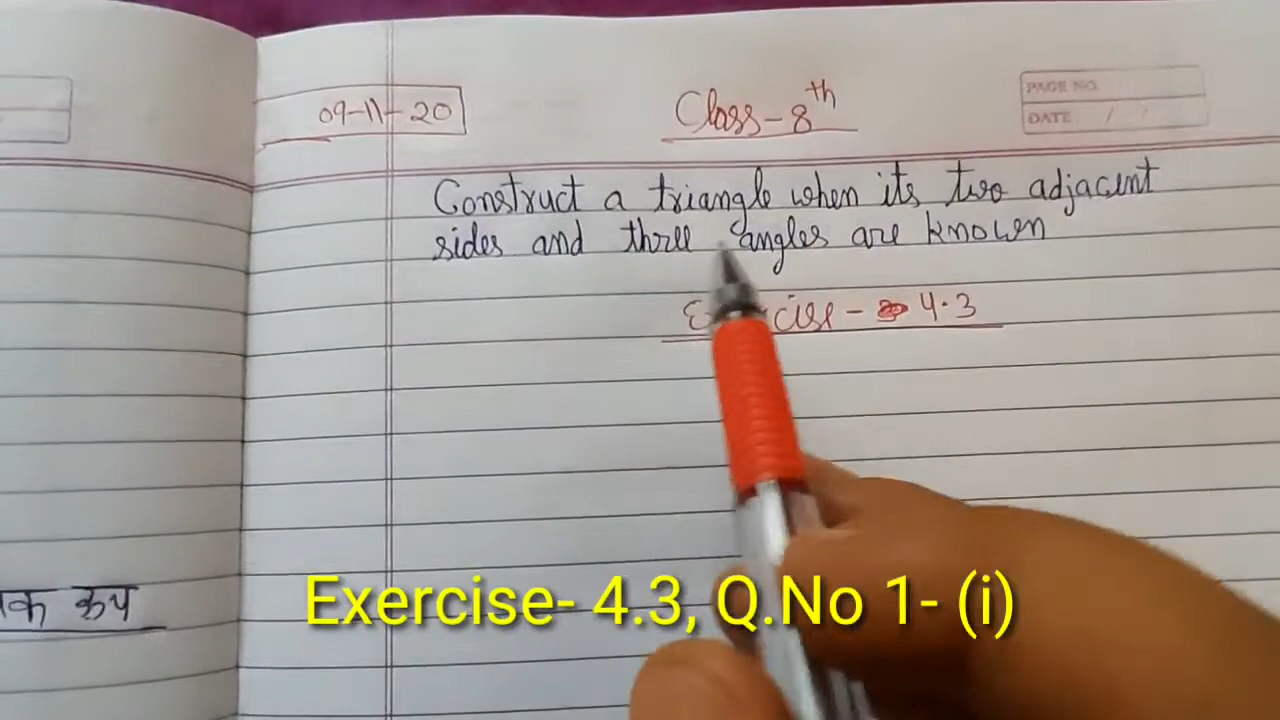 09-11-20
Class-8th
PAGE NO.
DATE / /
Construct a triangle when its two adjacent
sides and three angles are known
Exercise - 4.3
क रूप
Exercise- 4.3, Q.No 1- (i)